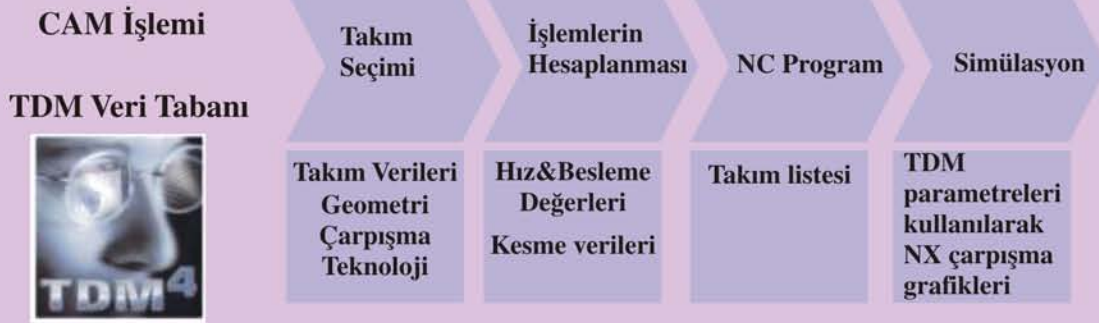 CAM İşlemi
TDM Veri Tabanı
TDM4
Takım
Seçimi
İşlemlerin
Hesaplanması
NC Program
Simülasyon
Takım Verileri
Geometri
Çarpışma
Teknoloji
Hız&Besleme
Değerleri
Kesme verileri
Takım listesi
TDM
parametreleri
kullanılarak
NX çarpışma
grafikleri